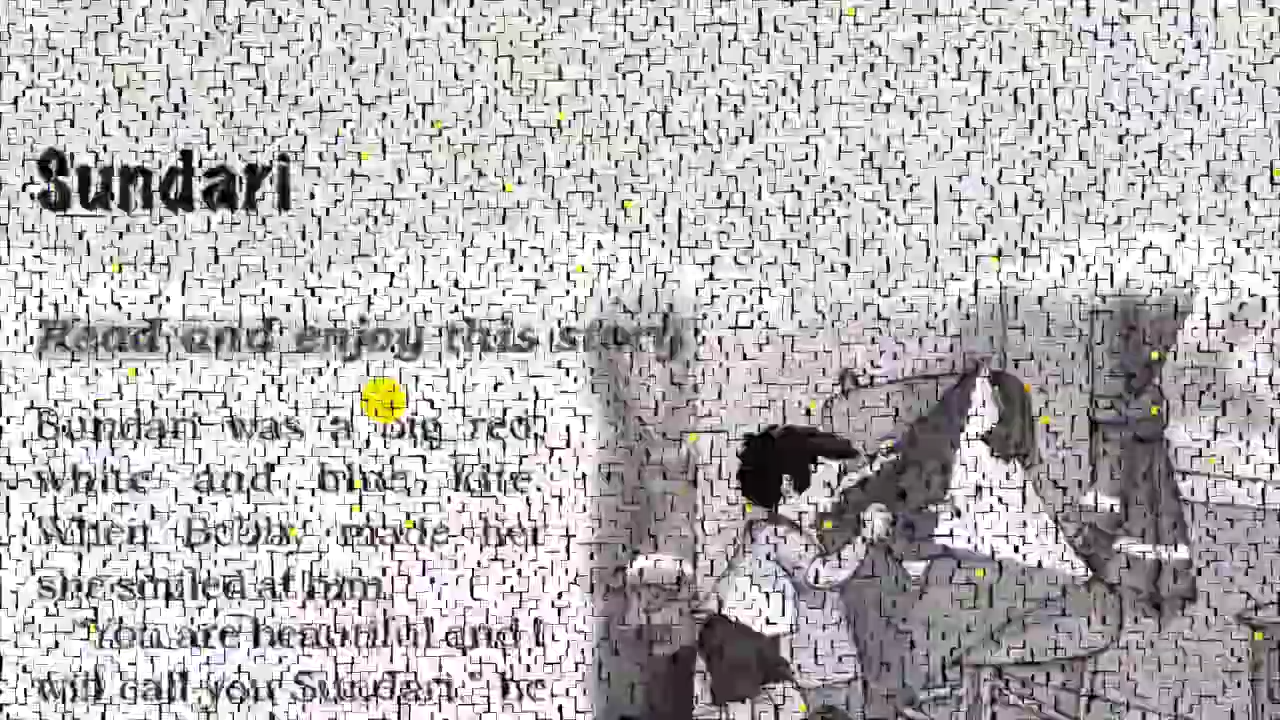 Sundari
Read and enjoy this story
Sundari was a big red,
white and blue kite.
When Bobby made her
she smiled at him.
"You are beautiful and I
will call you Sundari," he